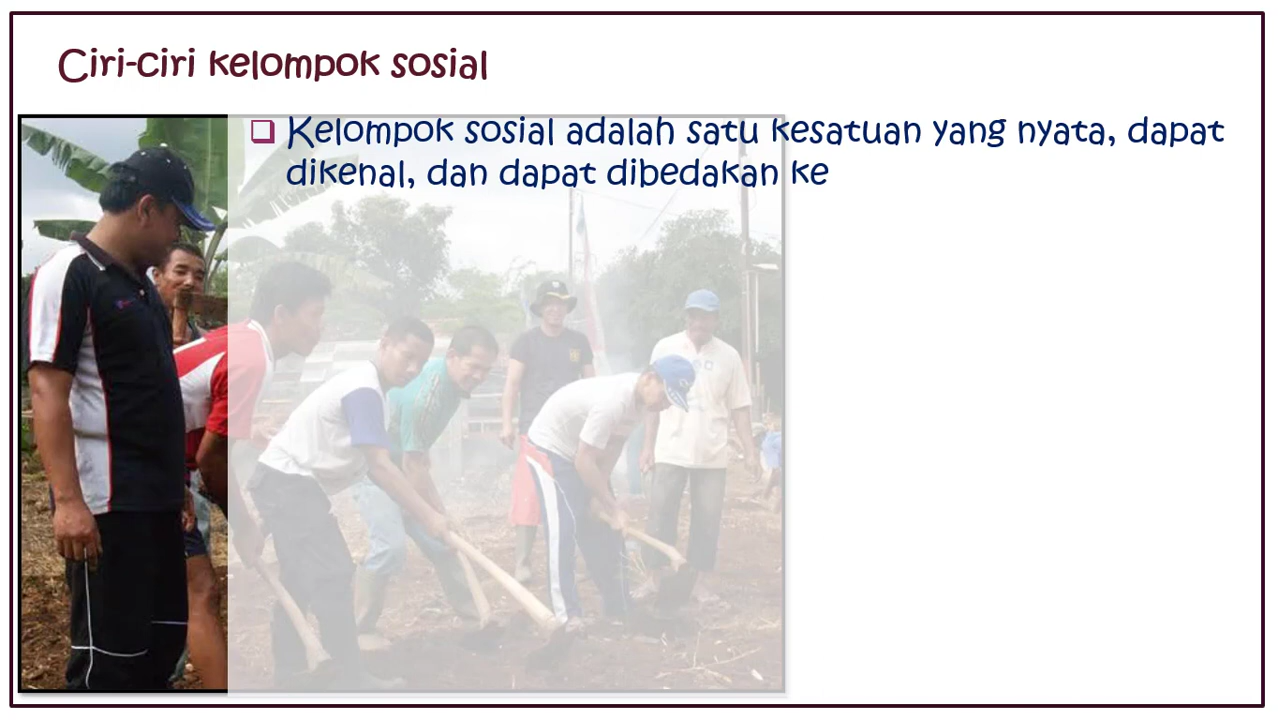 Ciri-ciri kelompok sosial
Kelompok sosial adalah satu kesatuan yang nyata, dapat
dikenal, dan dapat dibedakan ke